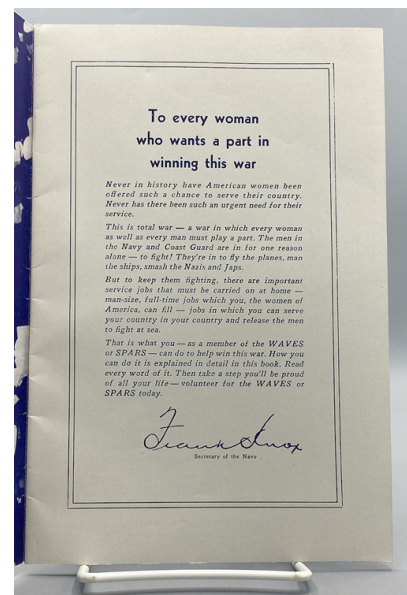 To every woman
who wants a part in
winning this war
Never in history have American women been
offered such a chance to serve their country.
Never has there been such an urgent need for their
service.
This is total war — a war in which every woman
as well as every man must play a part. The men in
the Navy and Coast Guard are in for one reason
alone — to fight! They're in to fly the planes, man
the ships, smash the Nazis and Japs.
But to keep them fighting, there are important
service jobs that must be carried on at home —
man-size, full-time jobs which you, the women of
America, can fill — jobs in which you can serve
your country in your country and release the men
to fight at sea.
That is what you — as a member of the WAVES
or SPARS — can do to help win this war. How you
can do it is explained in detail in this book. Read
every word of it. Then take a step you'll be proud
of all your life — volunteer for the WAVES or
SPARS today.
Frank Knox
Secretary of the Navy